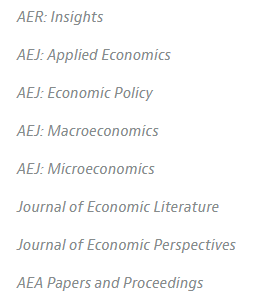 AER: Insights
AEJ: Applied Economics
AEJ: Economic Policy
AEJ: Macroeconomics
AEJ: Microeconomics
Journal of Economic Literature
Journal of Economic Perspectives
AEA Papers and Proceedings